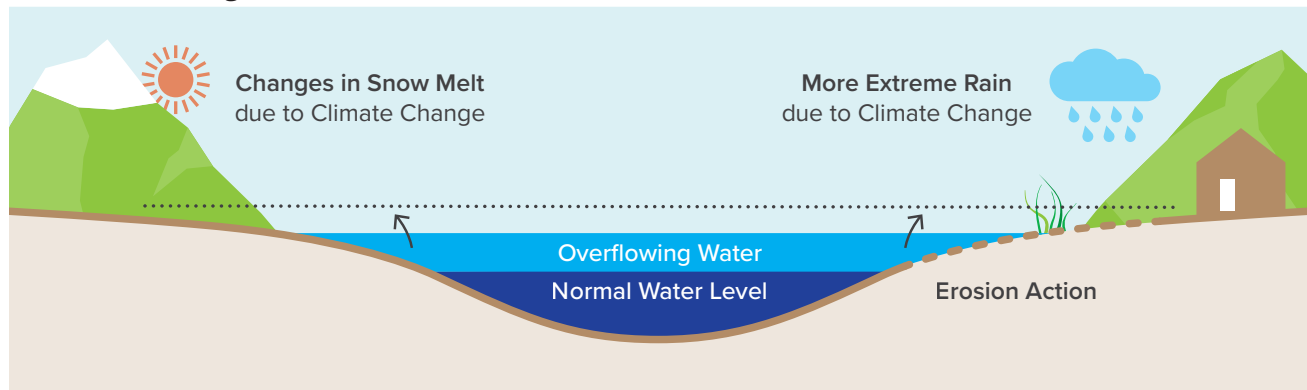 Changes in Snow Melt
due to Climate Change
More Extreme Rain
due to Climate Change
Overflowing Water
Normal Water Level
Erosion Action